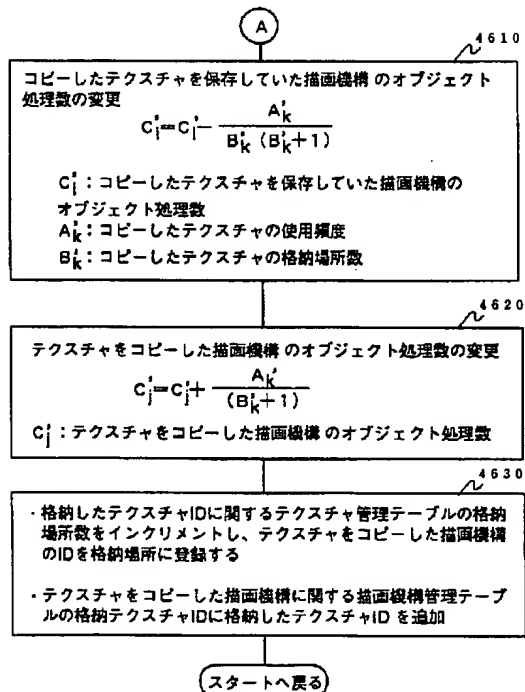 A
4610
コピーしたテクスチャを保存していた描画機構 のオブジェクト
処理数の変更
C'i=C'i− A'k / B'k (B'k+1)
C'i：コピーしたテクスチャを保存していた描画機構の
オブジェクト処理数
A'k：コピーしたテクスチャの使用頻度
B'k：コピーしたテクスチャの格納場所数
4620
テクスチャをコピーした描画機構 のオブジェクト処理数の変更
C'j=C'j+ Ak' / (B'k+1)
C'j：テクスチャをコピーした描画機構 のオブジェクト処理数
4630
・格納したテクスチャIDに関するテクスチャ管理テーブルの格納
場所数をインクリメントし、テクスチャをコピーした描画機構
のIDを格納場所に登録する
・テクスチャをコピーした描画機構に関する描画機構管理テー
ブルの格納テクスチャIDに格納したテクスチャID を追加
スタートへ戻る